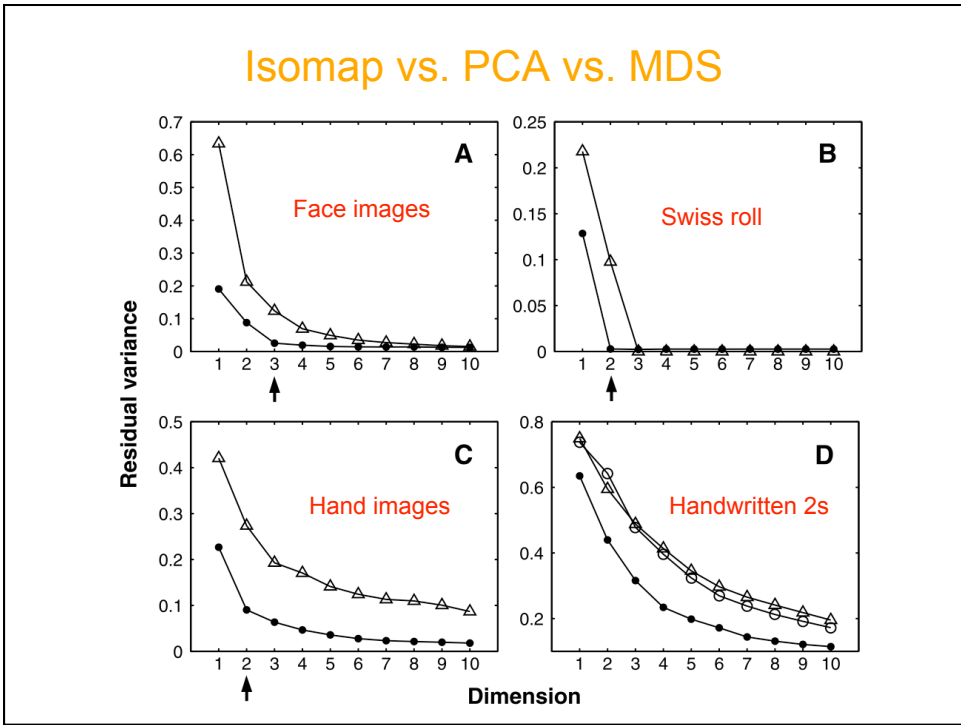 Isomap vs. PCA vs. MDS
Residual variance
0.7
0.6
0.5
0.4
0.3
0.2
0.1
0
A
Face images
1 2 3 4 5 6 7 8 9 10
0.25
0.2
0.15
0.1
0.05
0
B
Swiss roll
1 2 3 4 5 6 7 8 9 10
0.5
0.4
0.3
0.2
0.1
0
C
Hand images
1 2 3 4 5 6 7 8 9 10
0.8
0.6
0.4
0.2
D
Handwritten 2s
1 2 3 4 5 6 7 8 9 10
Dimension